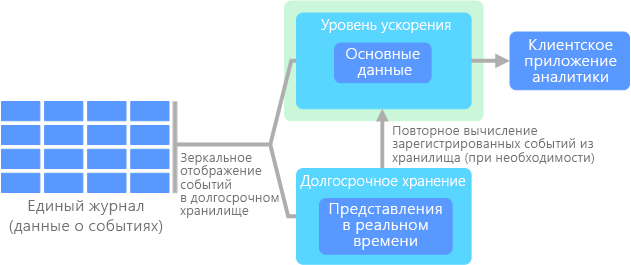 Уровень ускорения
Основные
данные
Клиентское
приложение
аналитики
Повторное вычисление
зарегистрированных событий из
хранилища (при необходимости)
Зеркальное
отображение
событий
в долгосрочном
хранилище
Единый журнал
(данные о событиях)
Долгосрочное хранение
Представления
в реальном
времени